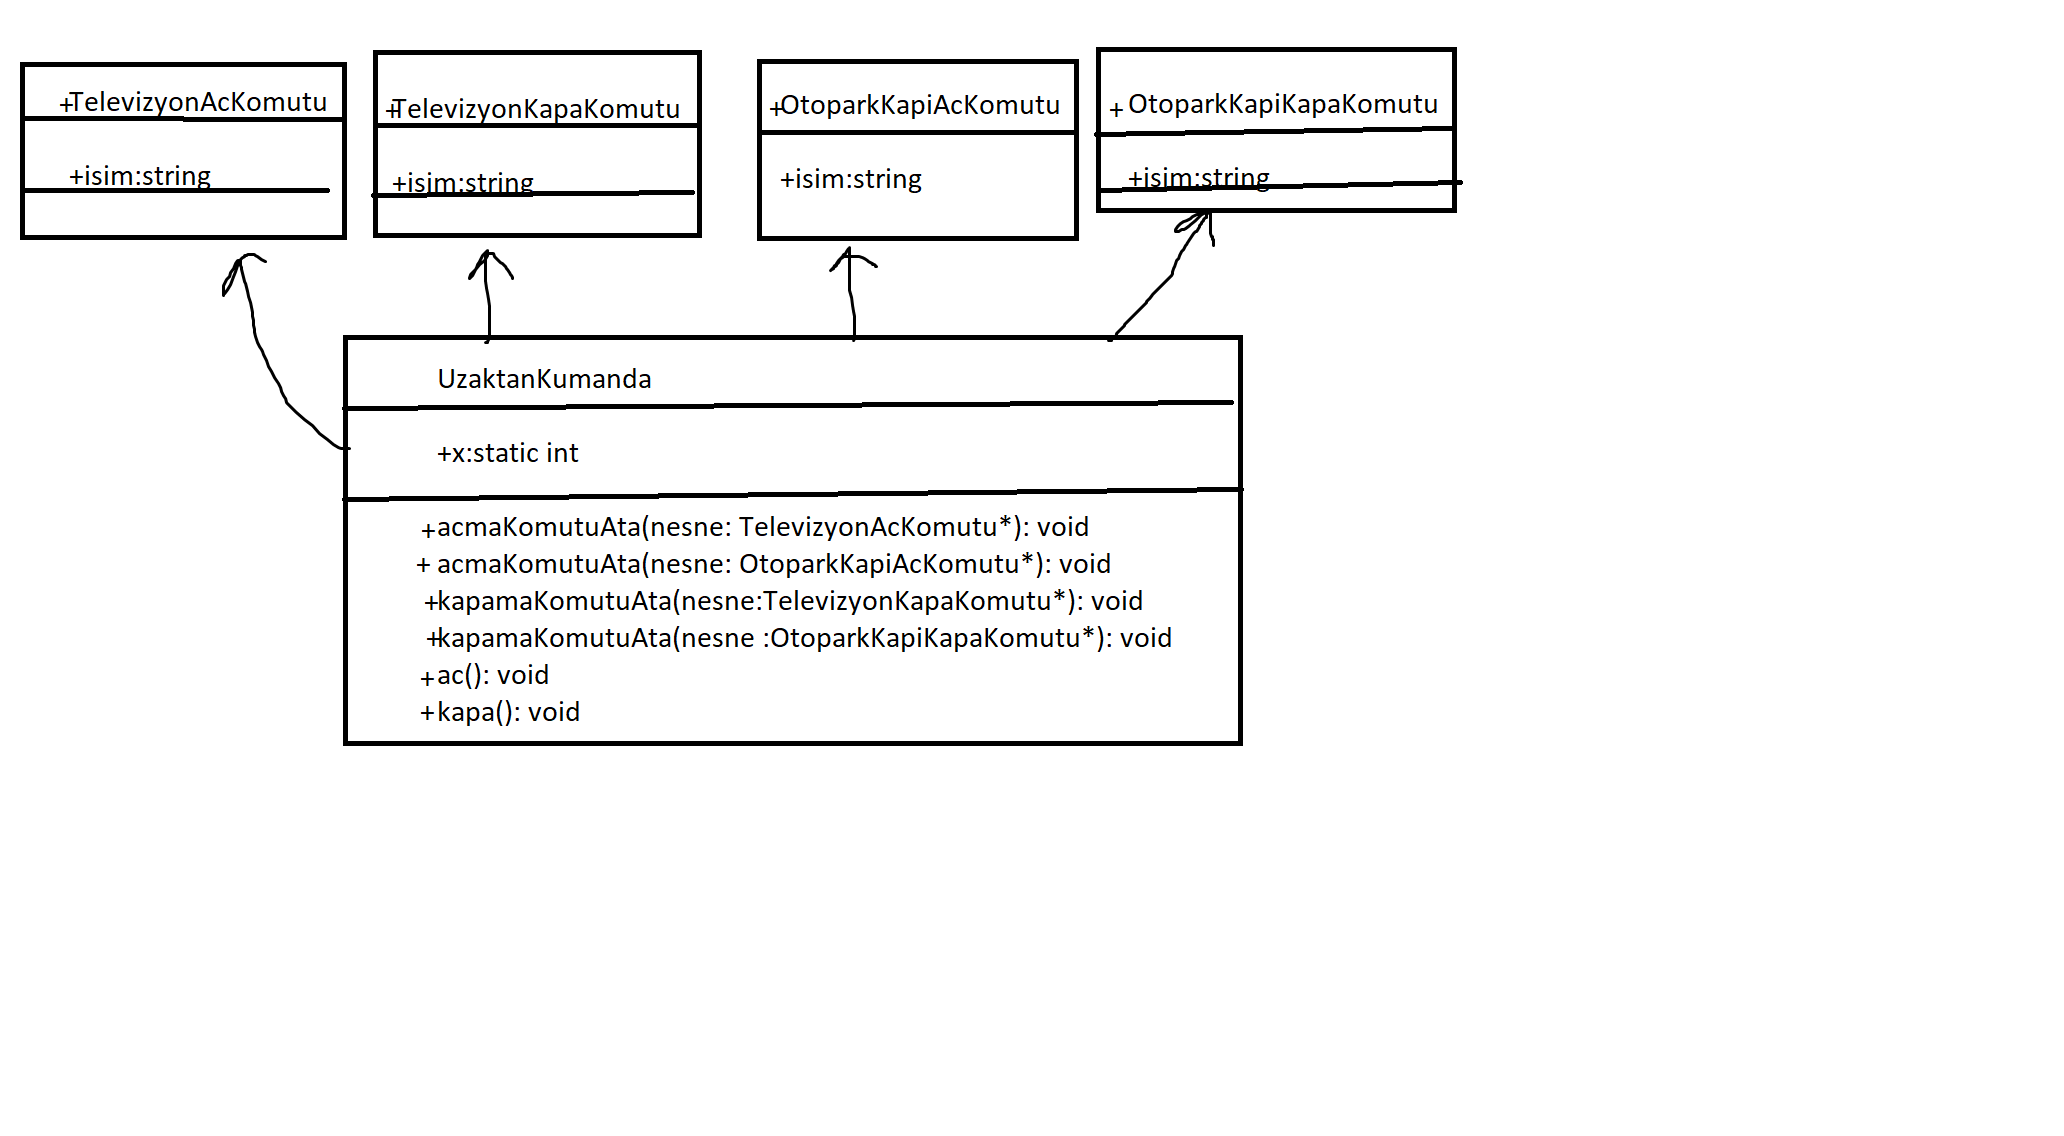 +TelevizyonAcKomutu
+isim:string
+TelevizyonKapaKomutu
+isim:string
+OtoparkKapiAcKomutu
+isim:string
+ OtoparkKapiKapaKomutu
+isim:string
UzaktanKumanda
+x:static int
+acmaKomutuAta(nesne: TelevizyonAcKomutu*): void
+ acmaKomutuAta(nesne: OtoparkKapiAcKomutu*): void
+kapamaKomutuAta(nesne:TelevizyonKapaKomutu*): void
+kapamaKomutuAta(nesne :OtoparkKapiKapaKomutu*): void
+ac(): void
+kapa(): void